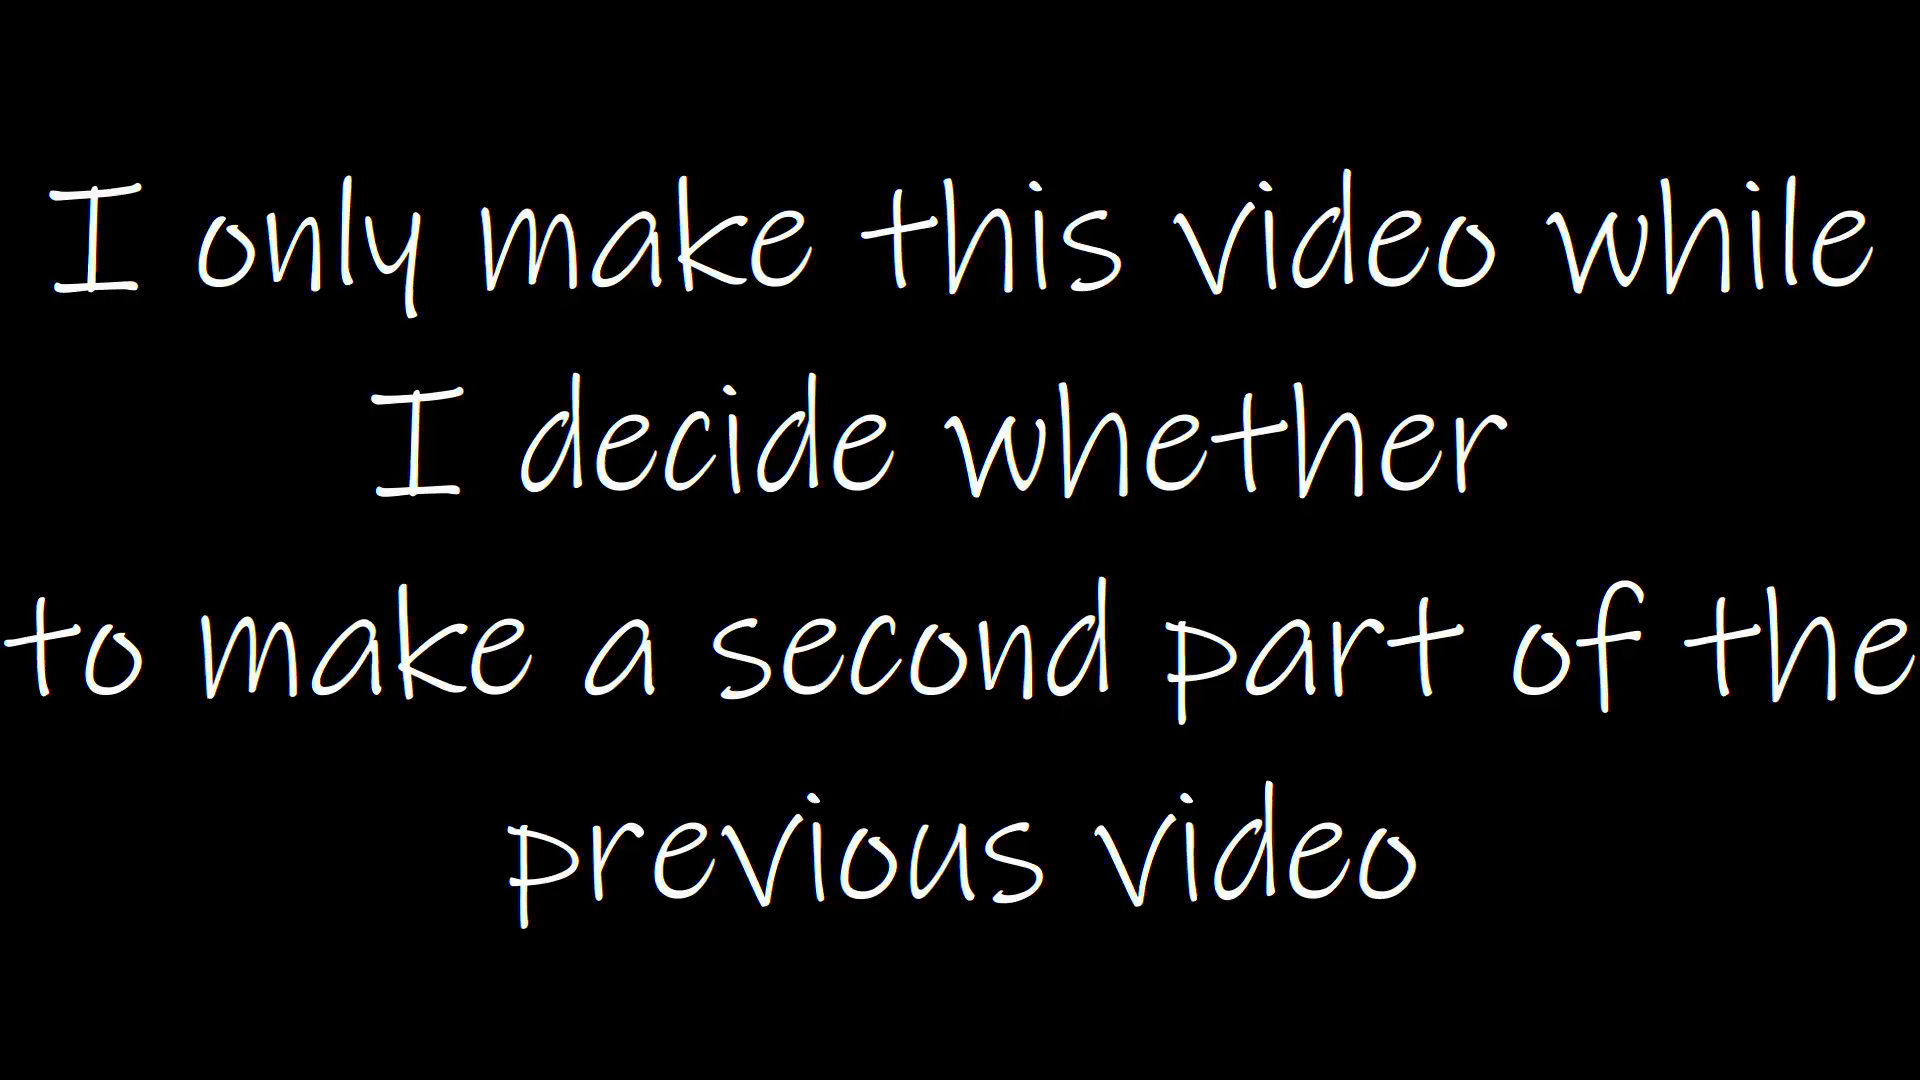 I only make this video while
I decide whether
to make a second part of the
previous video